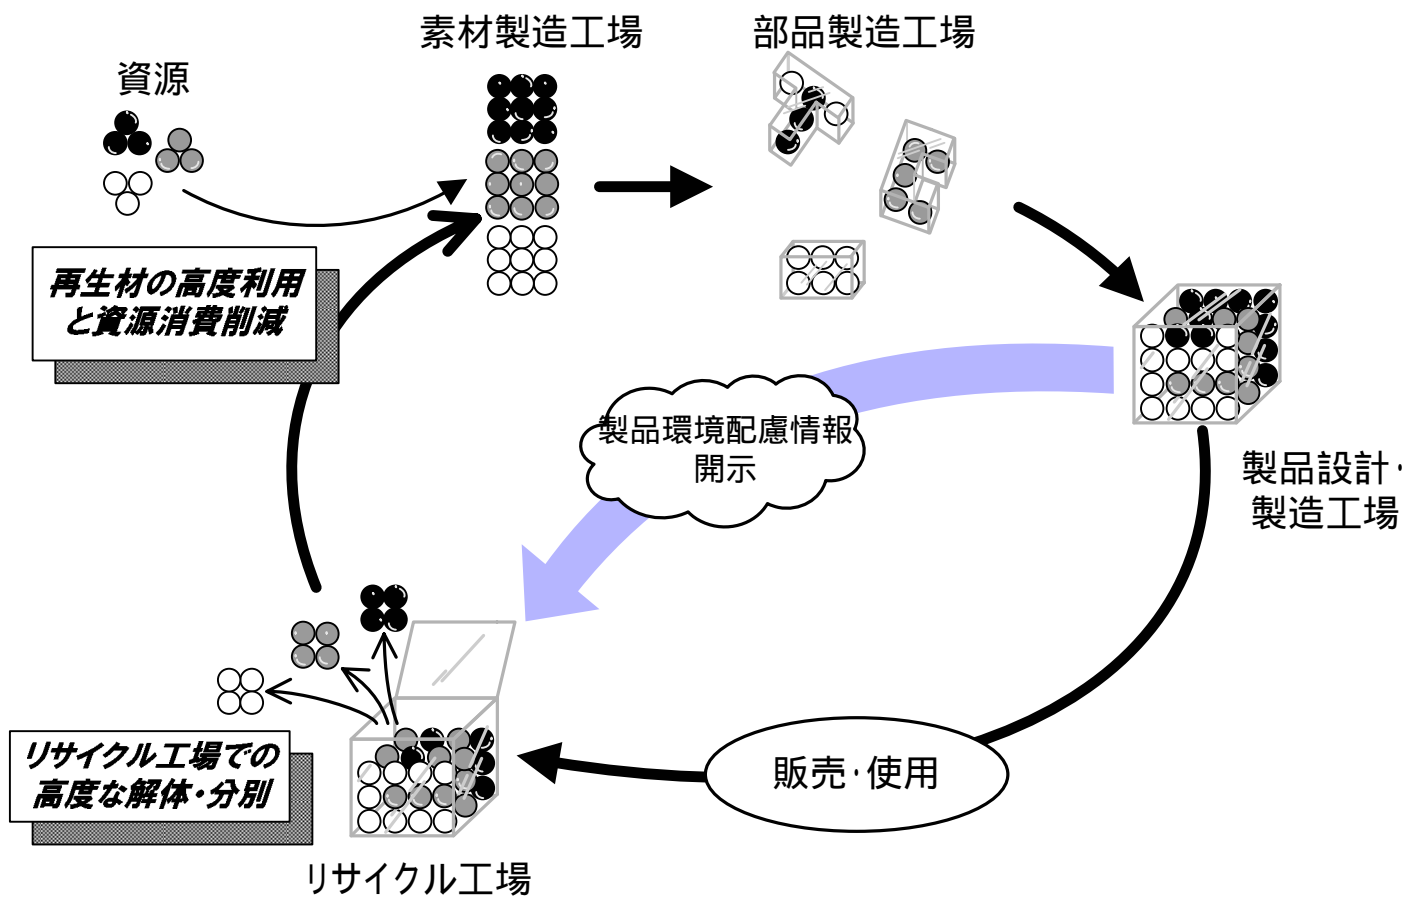 素材製造工場
部品製造工場
資源
再生材の高度利用
と資源消費削減
製品環境配慮情報
開示
製品設計・
製造工場
リサイクル工場での
高度な解体・分別
販売・使用
リサイクル工場